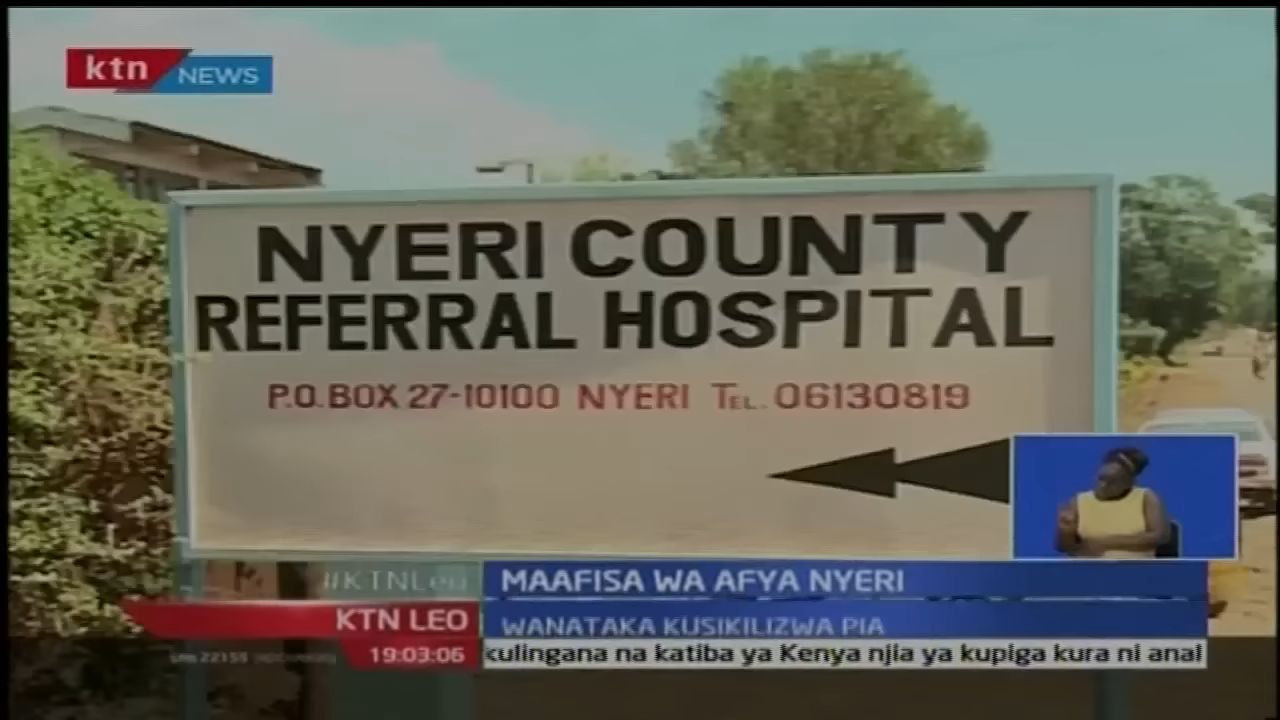 ktn NEWS
NYERI COUNTY
REFERRAL HOSPITAL
P.O. BOX 27-10100 NYERI TEL. 06130819
#KTNLeo
MAAFISA WA AFYA NYERI
KTN LEO
WANATAKA KUSIKILIZWA PIA
19:03:06
kulingana na katiba ya Kenya njia ya kupiga kura ni anal